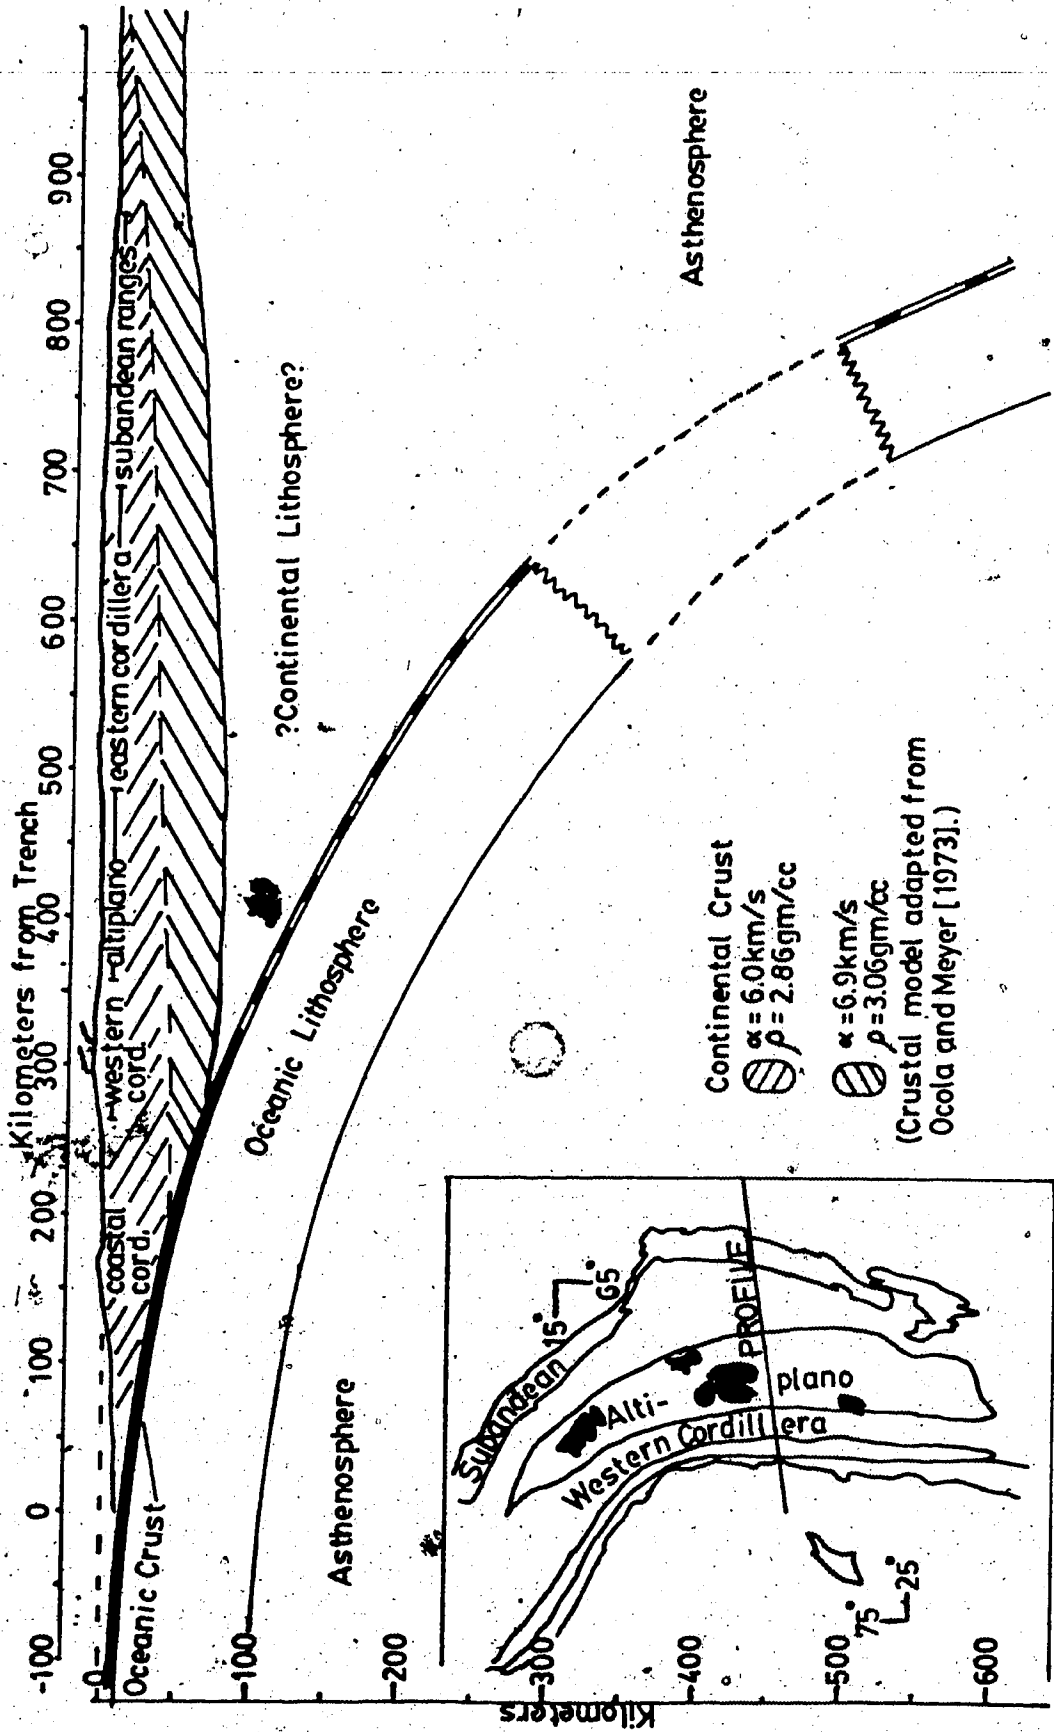 Kilometers from Trench
-100 0 100 200 300 400 500 600 700 800 900
coastal
cord.
western
cord.
altiplano
eastern cordillera
subandean ranges
Oceanic Crust
0
-100
-200
-300
-400
-500
-600
Kilometers
?Continental Lithosphere?
Oceanic Lithosphere
Asthenosphere
Asthenosphere
Continental Crust
α = 6.0km/s
ρ = 2.86gm/cc
α = 6.9km/s
ρ = 3.06gm/cc
(Crustal model adapted from
Ocola and Meyer [1973].)
Subandean
15°
65°
Alti-
plano
PROFILE
Western Cordillera
75°
25°